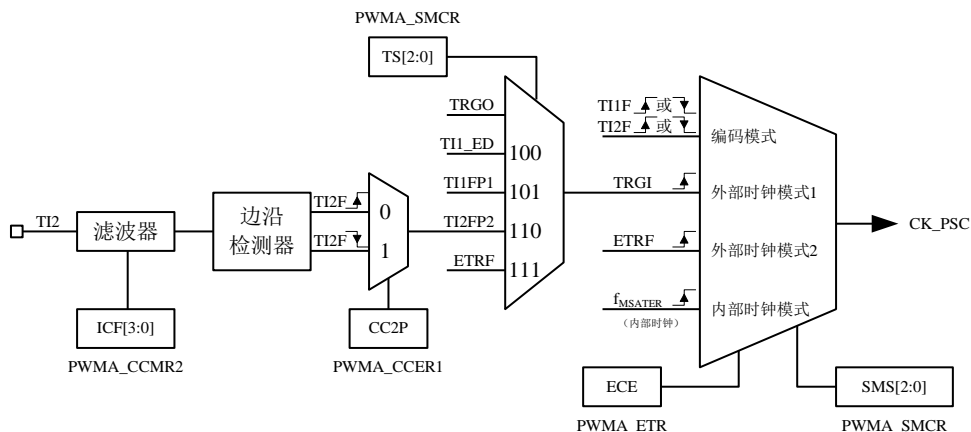 PWMA_SMCR
TS[2:0]
TRGO
TI1_ED
100
TI1FP1
101
TI2FP2
110
ETRF
111
TI2
滤波器
边沿
检测器
TI2F
0
TI2F
1
ICF[3:0]
PWMA_CCMR2
CC2P
PWMA_CCER1
TI1F 或
TI2F 或
编码模式
TRGI
外部时钟模式1
ETRF
外部时钟模式2
fMSATER
(内部时钟)
内部时钟模式
CK_PSC
ECE
PWMA_ETR
SMS[2:0]
PWMA_SMCR